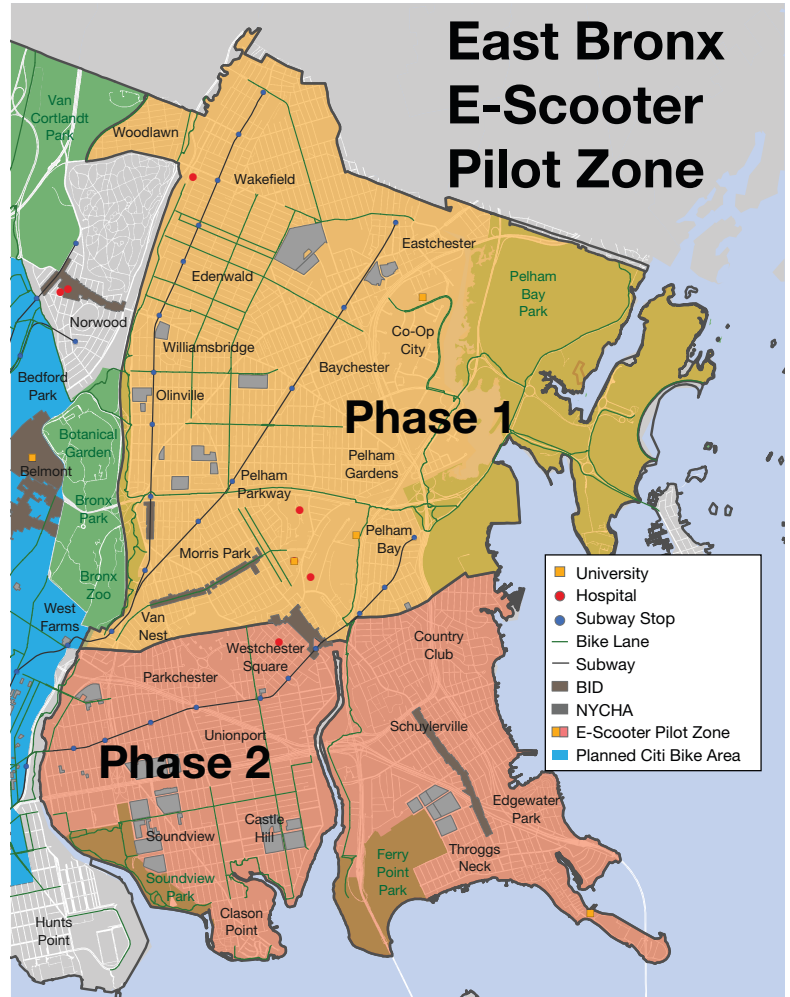 East Bronx
E-Scooter
Pilot Zone
Van
Cortlandt
Park
Woodlawn
Wakefield
Eastchester
Edenwald
Pelham
Bay
Park
Norwood
Co-Op
City
Williamsbridge
Baychester
Bedford
Park
Olinville
Phase 1
Botanical
Garden
Belmont
Pelham
Gardens
Pelham
Parkway
Bronx
Park
Pelham
Bay
Morris Park
Bronx
Zoo
West
Farms
Van
Nest
University
Hospital
Subway Stop
Bike Lane
Subway
BID
NYCHA
E-Scooter Pilot Zone
Planned Citi Bike Area
Country
Club
Westchester
Square
Parkchester
Schuylerville
Unionport
Phase 2
Edgewater
Park
Castle
Hill
Soundview
Throggs
Neck
Ferry
Point
Park
Soundview
Park
Clason
Point
Hunts
Point